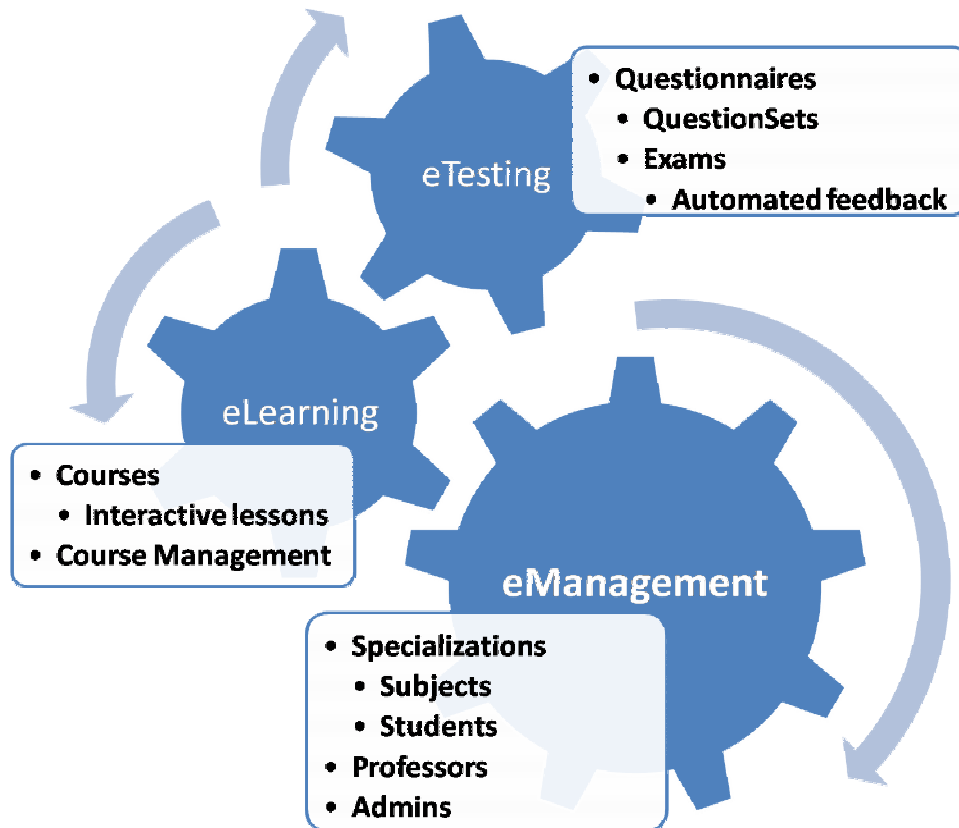 eTesting
• Questionnaires
• QuestionSets
• Exams
• Automated feedback
eLearning
• Courses
• Interactive lessons
• Course Management
eManagement
• Specializations
• Subjects
• Students
• Professors
• Admins